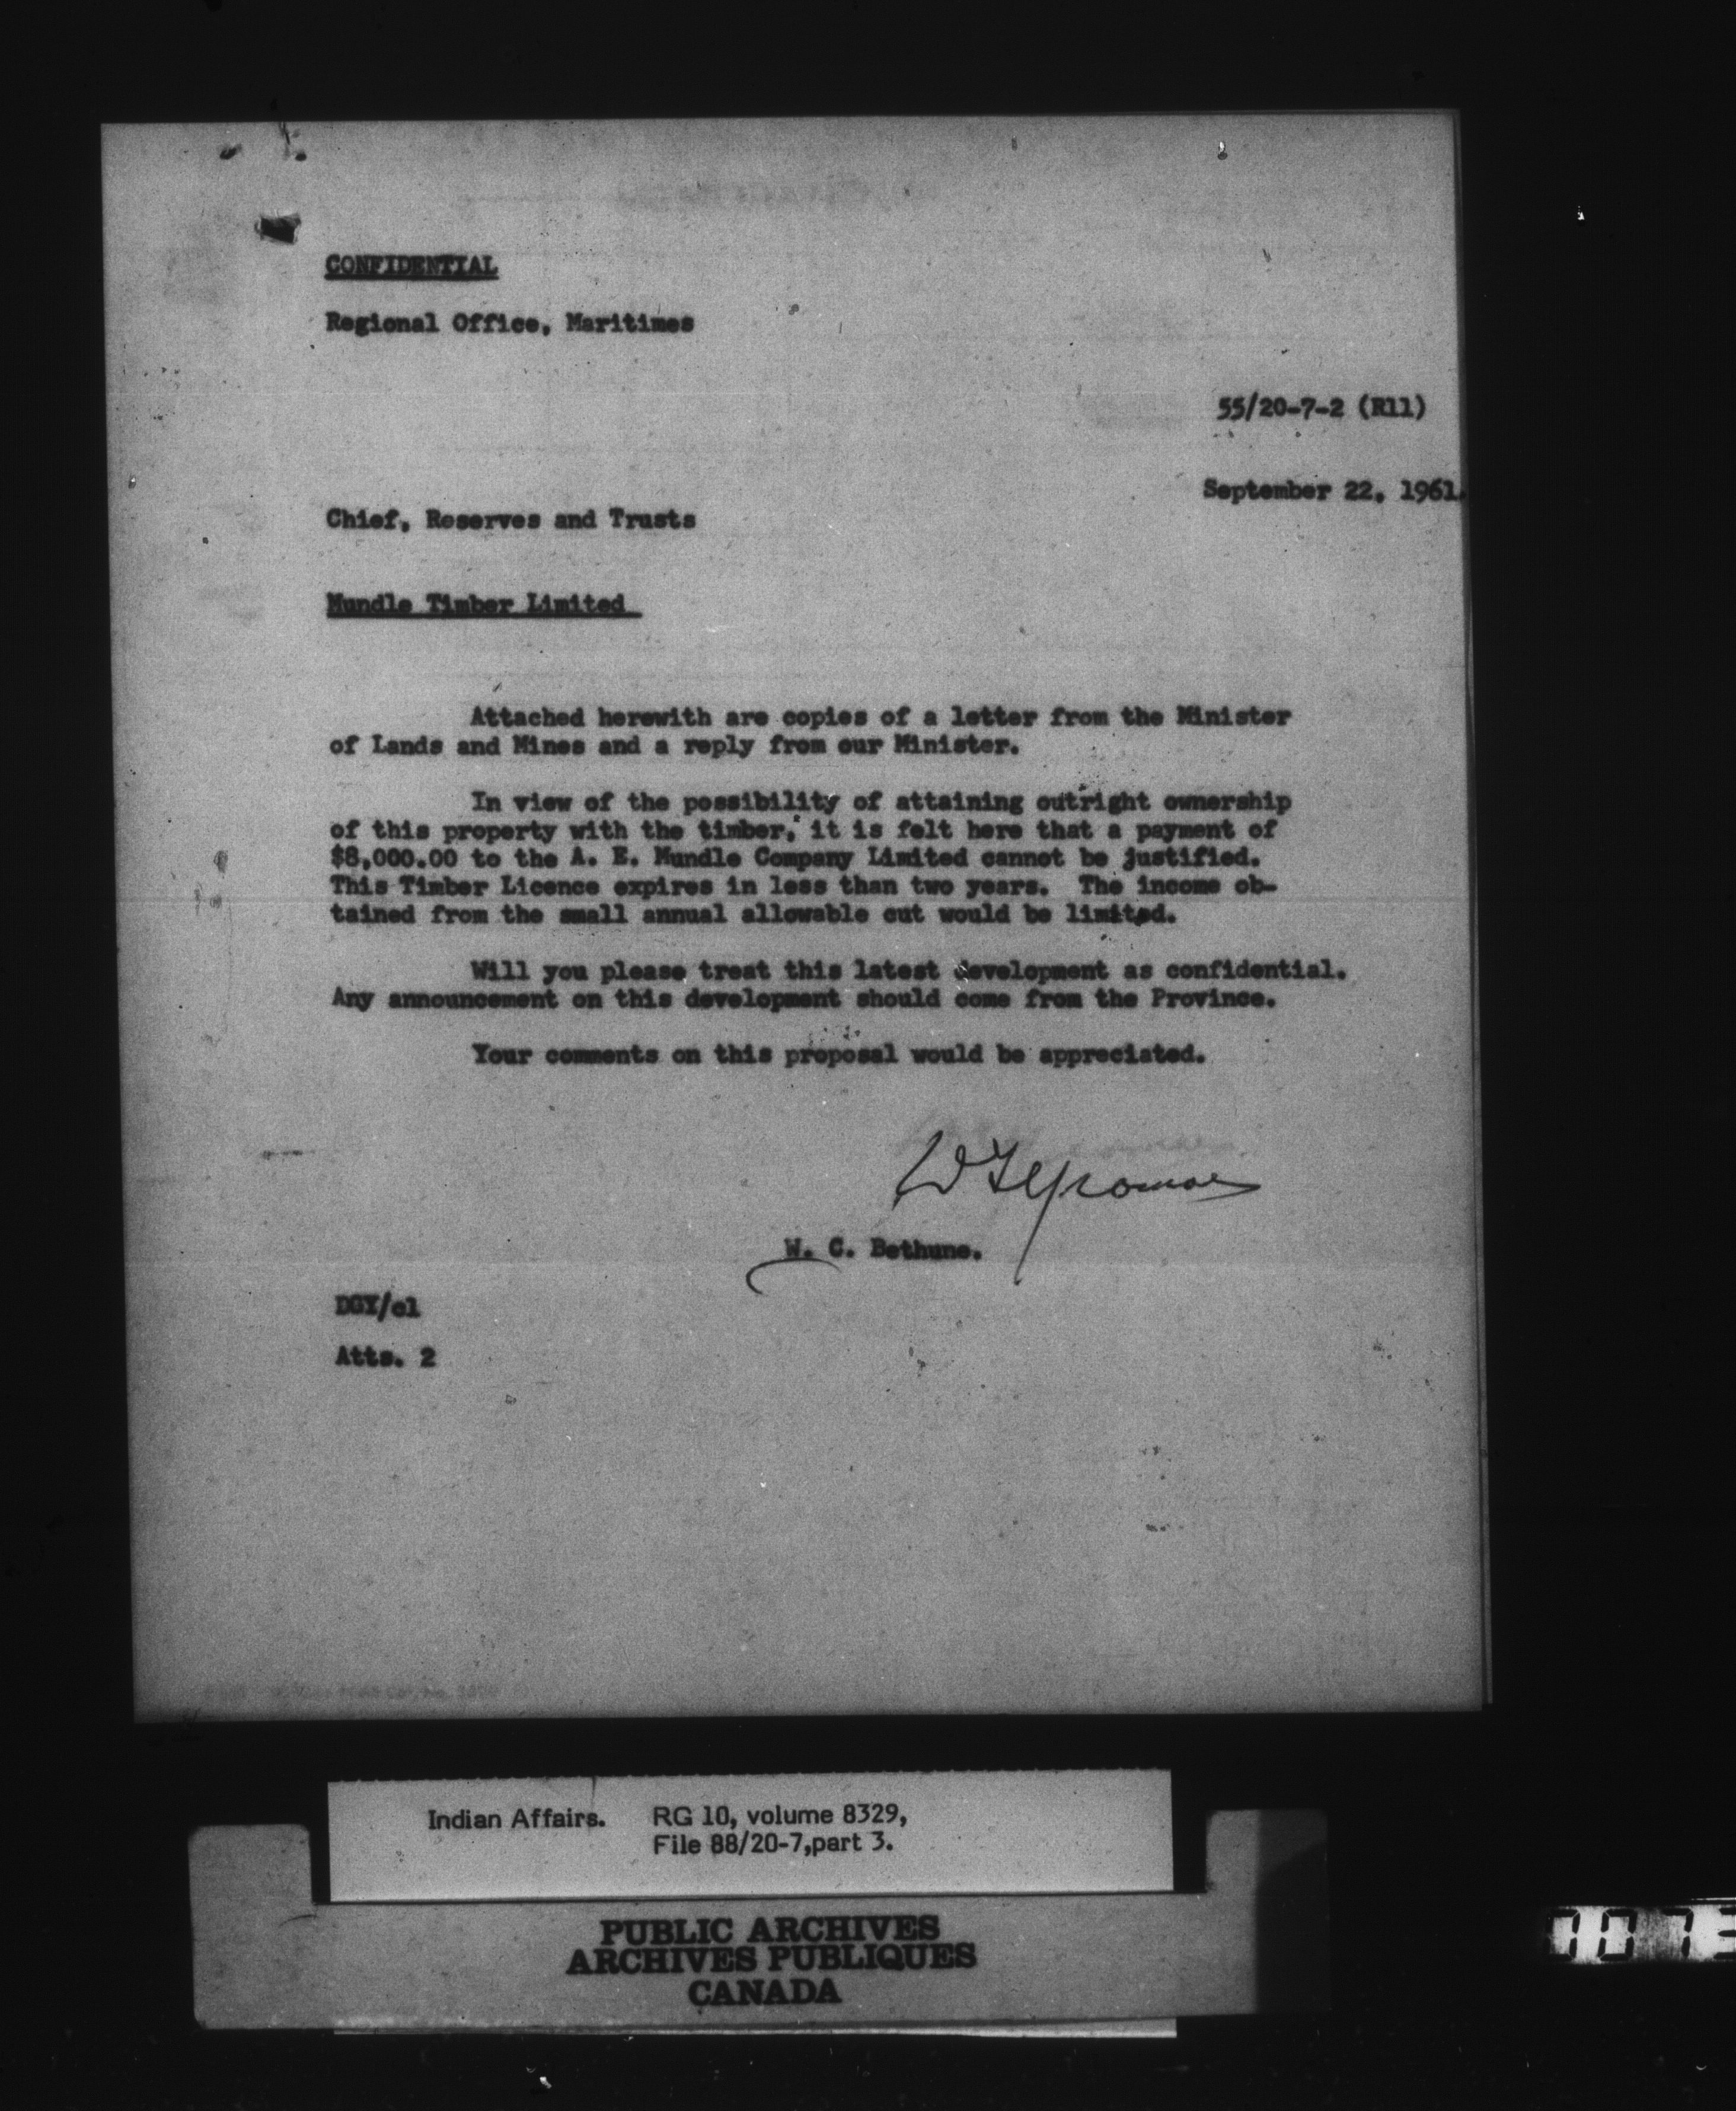 CONFIDENTIAL
Regional Office, Maritimes
55/20-7-2 (R11)
September 22, 1961.
Chief, Reserves and Trusts
Mundle Timber Limited
Attached herewith are copies of a letter from the Minister
of Lands and Mines and a reply from our Minister.
In view of the possibility of attaining outright ownership
of this property with the timber, it is felt here that a payment of
$8,000.00 to the A. E. Mundle Company Limited cannot be justified.
This Timber Licence expires in less than two years. The income ob-
tained from the small annual allowable cut would be limited.
Will you please treat this latest development as confidential.
Any announcement on this development should come from the Province.
Your comments on this proposal would be appreciated.
W. C. Bethune.
Atts. 2
Indian Affairs. RG 10, volume 8329,
File 88/20-7,part 3.
PUBLIC ARCHIVES
ARCHIVES PUBLIQUES
CANADA